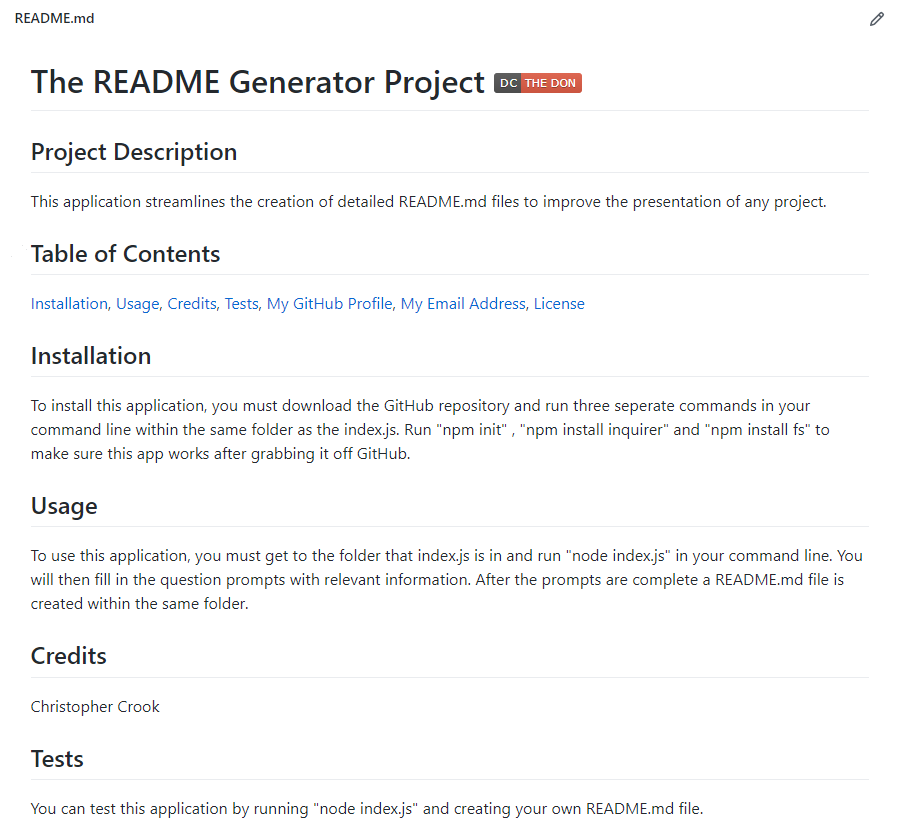 README.md
The README Generator Project DC THE DON
Project Description
This application streamlines the creation of detailed README.md files to improve the presentation of any project.
Table of Contents
Installation, Usage, Credits, Tests, My GitHub Profile, My Email Address, License
Installation
To install this application, you must download the GitHub repository and run three seperate commands in your
command line within the same folder as the index.js. Run "npm init" , "npm install inquirer" and "npm install fs" to
make sure this app works after grabbing it off GitHub.
Usage
To use this application, you must get to the folder that index.js is in and run "node index.js" in your command line. You
will then fill in the question prompts with relevant information. After the prompts are complete a README.md file is
created within the same folder.
Credits
Christopher Crook
Tests
You can test this application by running "node index.js" and creating your own README.md file.